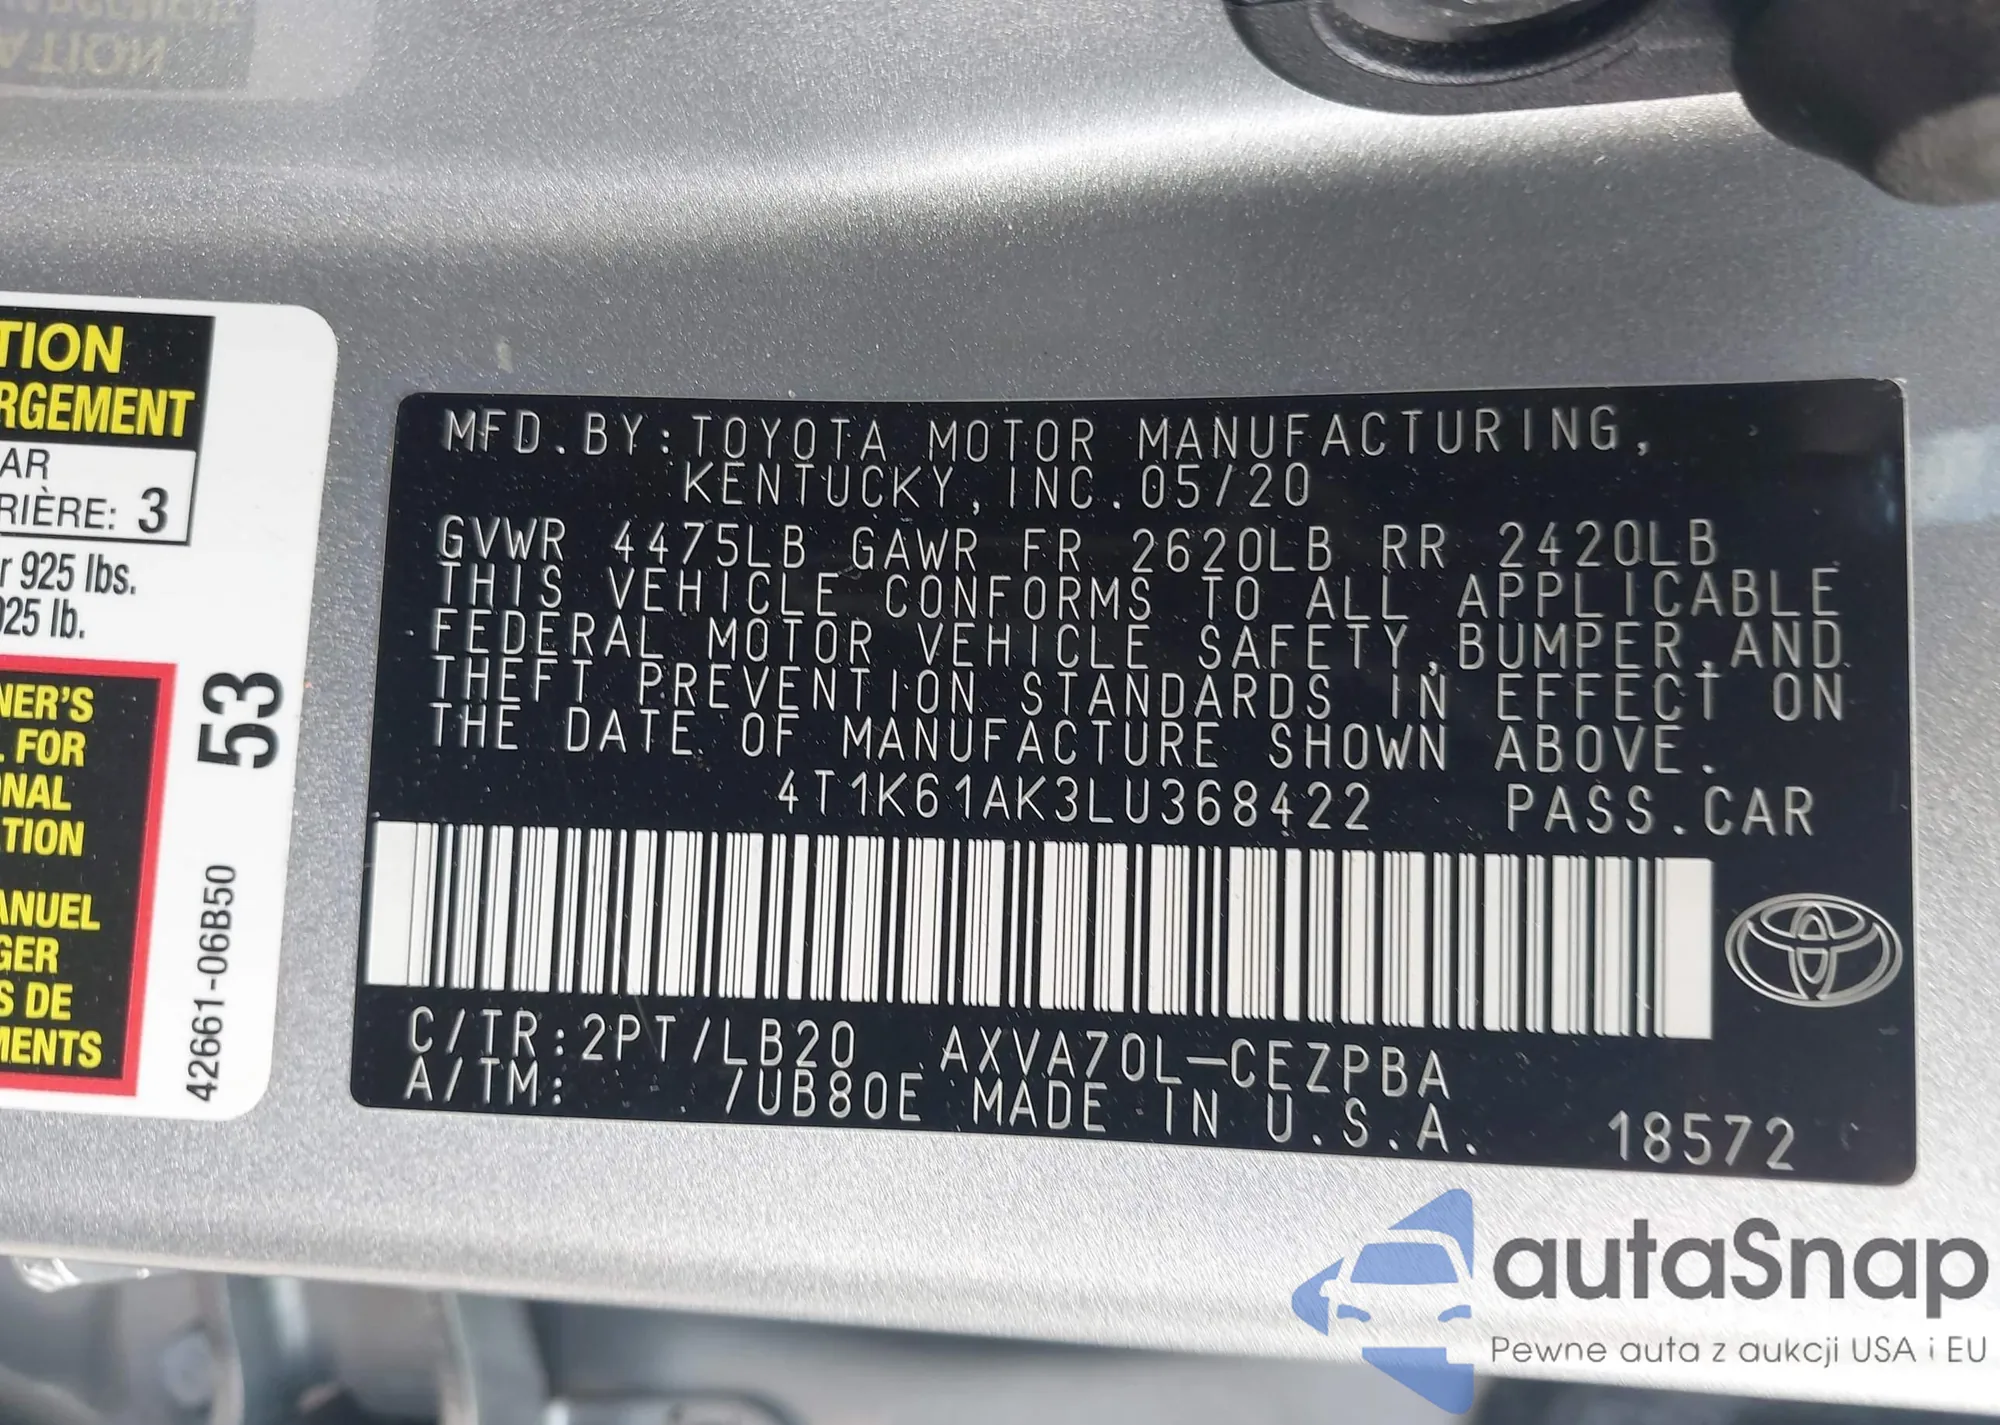 TION
RGEMENT
AR
RIÈRE: 3
r 925 lbs.
025 lb.
NER'S
L FOR
NAL
TION
ANUEL
GER
S DE
MENTS
53
42661-06B50
MFD.BY:TOYOTA MOTOR MANUFACTURING,
KENTUCKY,INC.05/20
GVWR 4475LB GAWR FR 2620LB RR 2420LB
THIS VEHICLE CONFORMS TO ALL APPLICABLE
FEDERAL MOTOR VEHICLE SAFETY,BUMPER,AND
THEFT PREVENTION STANDARDS IN EFFECT ON
THE DATE OF MANUFACTURE SHOWN ABOVE.
4T1K61AK3LU368422 PASS.CAR
C/TR:2PT/LB20 AXVA70L-CEZPBA
A/TM: /UB80E MADE IN U.S.A. 18572
autaSnap
Pewne auta z aukcji USA i EU